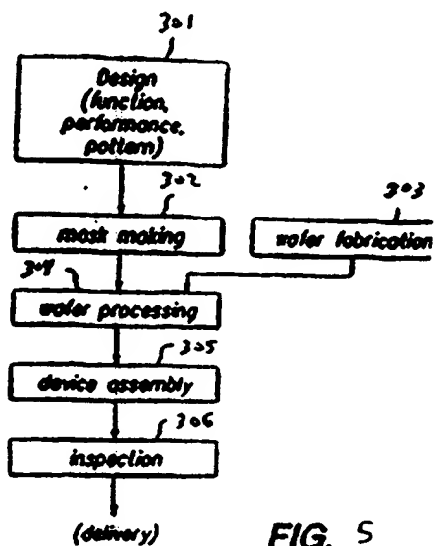 301
Design
(function,
performance,
pattern)
302
303
mask making
wafer fabrication
304
wafer processing
305
device assembly
306
inspection
(delivery)
FIG. 5